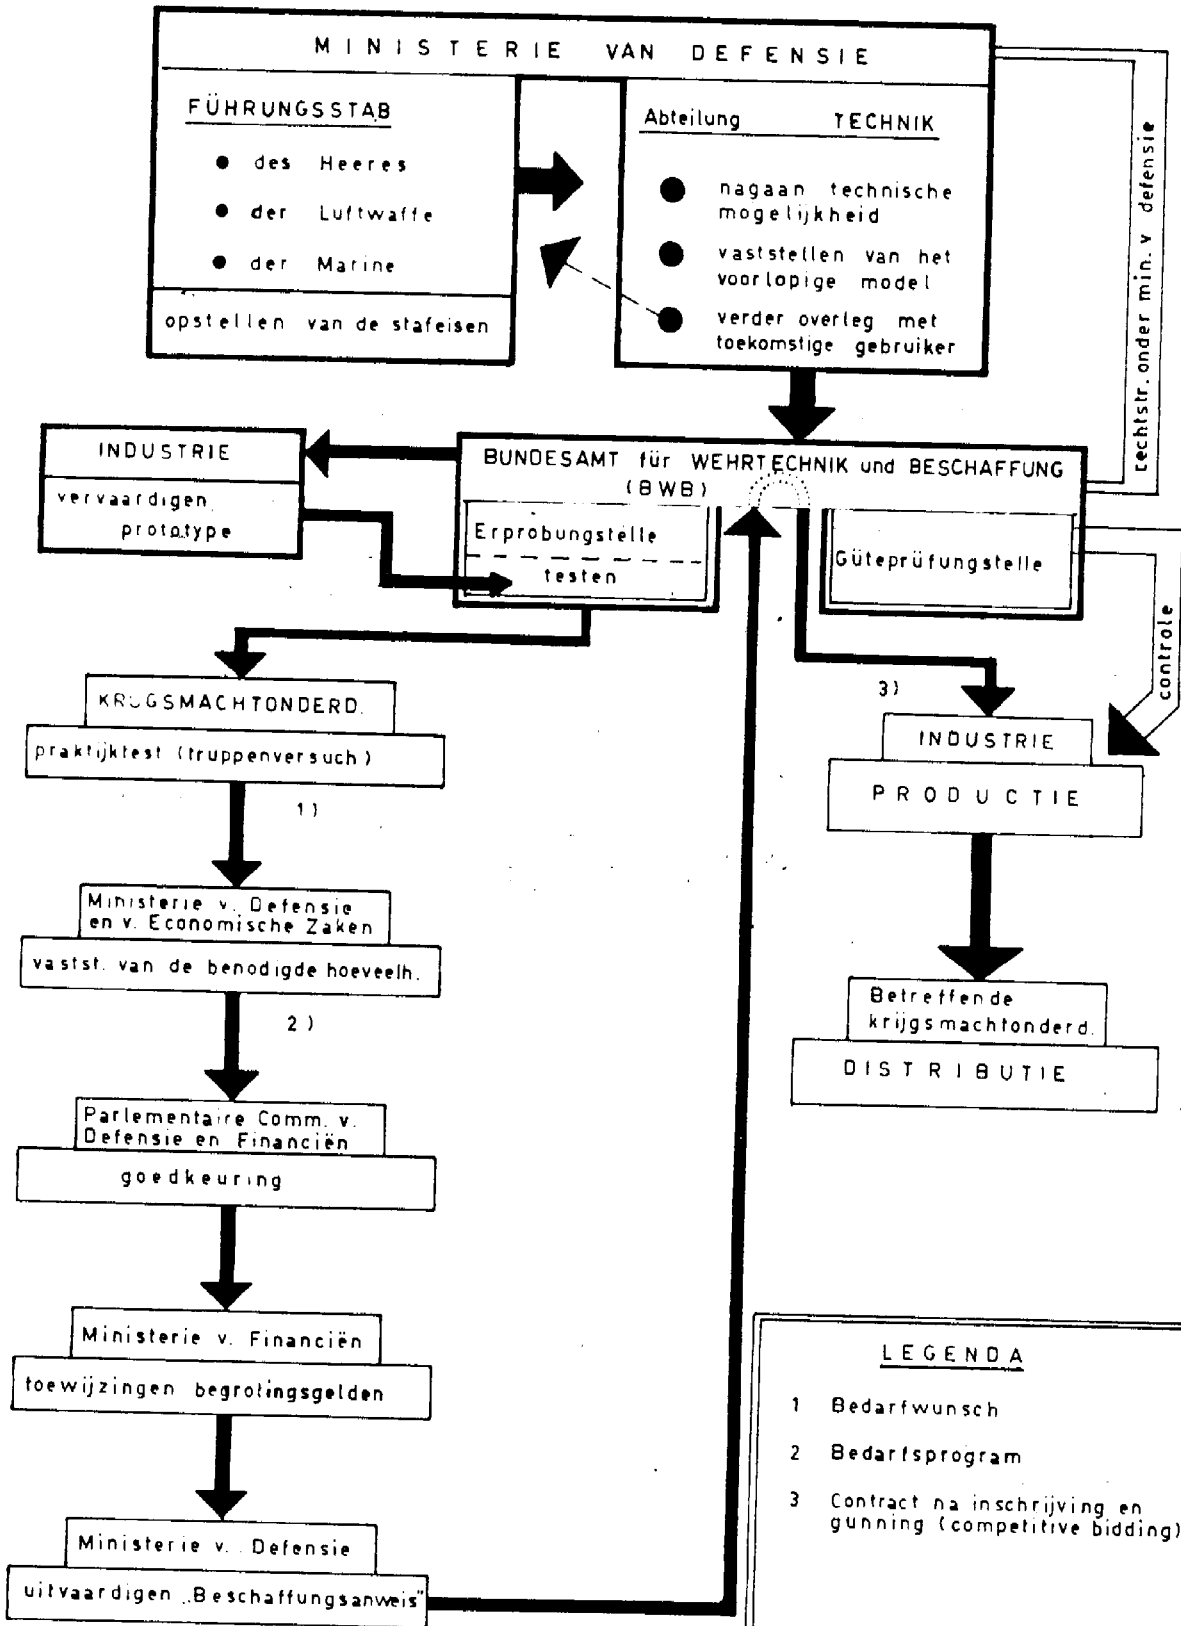 MINISTERIE VAN DEFENSIE
FÜHRUNGSSTAB
• des Heeres
• der Luftwaffe
• der Marine
opstellen van de stafeisen
Abteilung TECHNIK
● nagaan technische
mogelijkheid
● vaststellen van het
voorlopige model
● verder overleg met
toekomstige gebruiker
rechtstr. onder min. v defensie
INDUSTRIE
vervaardigen
prototype
BUNDESAMT für WEHRTECHNIK und BESCHAFFUNG
(BWB)
Erprobungstelle
testen
Güteprüfungstelle
controle
KRIJGSMACHTONDERD.
praktijktest (truppenversuch)
1)
Ministerie v. Defensie
en v. Economische Zaken
vastst. van de benodigde hoeveelh.
2)
Parlementaire Comm. v.
Defensie en Financiën
goedkeuring
Ministerie v. Financiën
toewijzingen begrotingsgelden
Ministerie v. Defensie
uitvaardigen „Beschaffungsanweis"
3)
INDUSTRIE
PRODUCTIE
Betreffende
krijgsmachtonderd.
DISTRIBUTIE
LEGENDA
1 Bedarfwunsch
2 Bedarfsprogram
3 Contract na inschrijving en
gunning (competitive bidding)